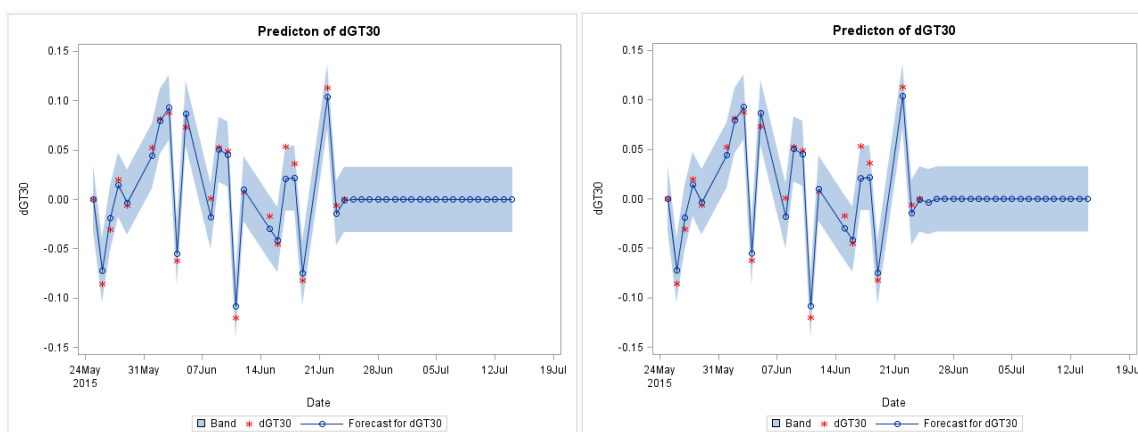 Predicton of dGT30
0.15
0.10
0.05
0.00
-0.05
-0.10
-0.15
dGT30
24May 31May 07Jun 14Jun 21Jun 28Jun 05Jul 12Jul 19Jul
2015
Date
Band dGT30 Forecast for dGT30
Predicton of dGT30
0.15
0.10
0.05
0.00
-0.05
-0.10
-0.15
dGT30
24May 31May 07Jun 14Jun 21Jun 28Jun 05Jul 12Jul 19Jul
2015
Date
Band dGT30 Forecast for dGT30